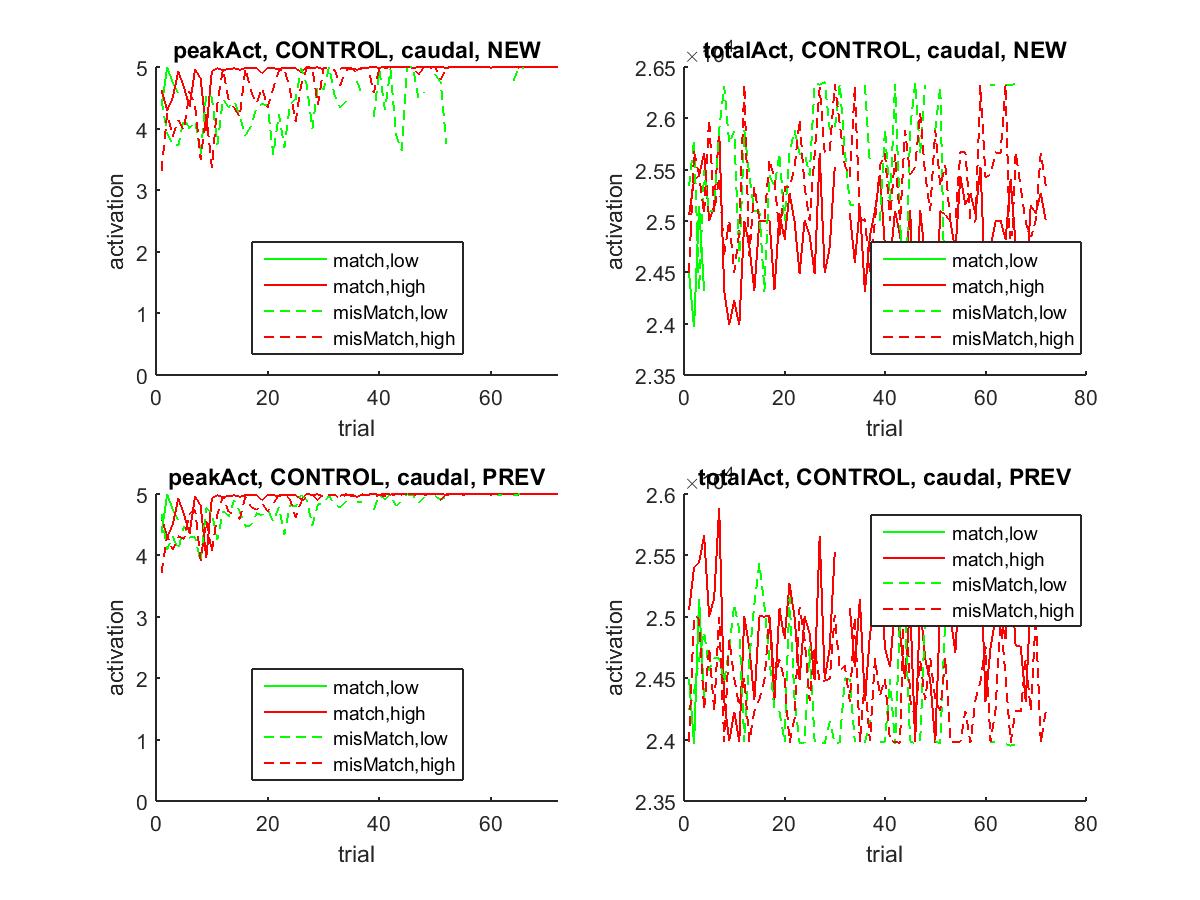 peakAct, CONTROL, caudal, NEW
5
4
3
2
1
0
activation
0 20 40 60
trial
match,low
match,high
misMatch,low
misMatch,high
totalAct, CONTROL, caudal, NEW
2.65
2.6
2.55
2.5
2.45
2.4
2.35
activation
0 20 40 60 80
trial
match,low
match,high
misMatch,low
misMatch,high
peakAct, CONTROL, caudal, PREV
5
4
3
2
1
0
activation
0 20 40 60
trial
match,low
match,high
misMatch,low
misMatch,high
totalAct, CONTROL, caudal, PREV
2.6
2.55
2.5
2.45
2.4
2.35
activation
0 20 40 60 80
trial
match,low
match,high
misMatch,low
misMatch,high